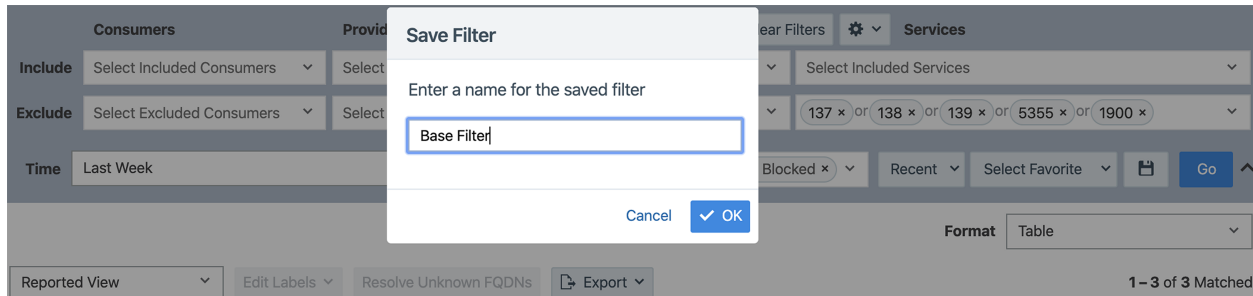 Consumers Provid ear Filters Services
Save Filter
Include Select Included Consumers Select Select Included Services
Enter a name for the saved filter
Exclude Select Excluded Consumers Select 137 × or 138 × or 139 × or 5355 × or 1900 ×
Base Filter
Time Last Week Blocked × Recent Select Favorite Go
Cancel OK
Format Table
Reported View Edit Labels Resolve Unknown FQDNs Export 1 – 3 of 3 Matched